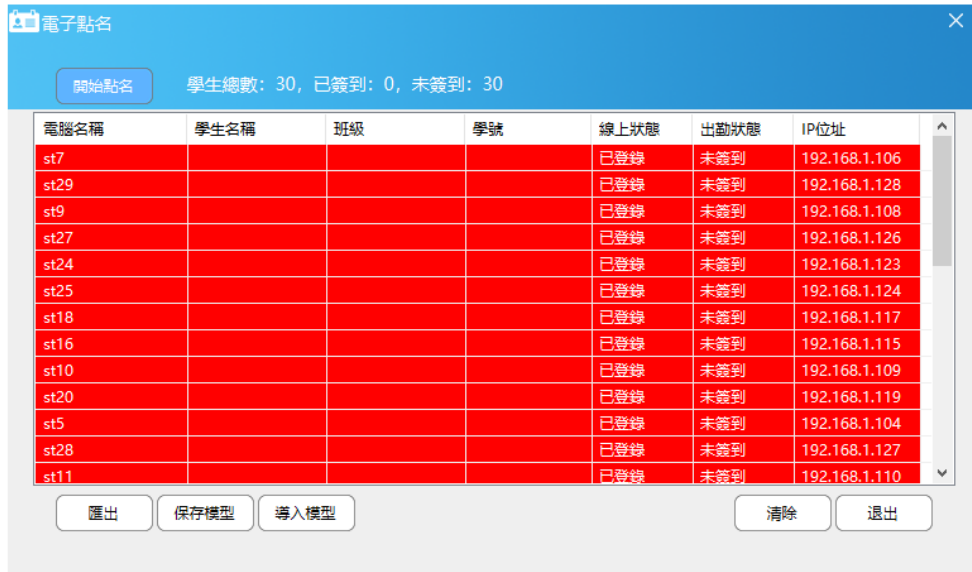 電子點名
開始點名 學生總數: 30, 已簽到: 0, 未簽到: 30
電腦名稱 學生名稱 班級 學號 線上狀態 出勤狀態 IP位址
st7 已登錄 未簽到 192.168.1.106
st29 已登錄 未簽到 192.168.1.128
st9 已登錄 未簽到 192.168.1.108
st27 已登錄 未簽到 192.168.1.126
st24 已登錄 未簽到 192.168.1.123
st25 已登錄 未簽到 192.168.1.124
st18 已登錄 未簽到 192.168.1.117
st16 已登錄 未簽到 192.168.1.115
st10 已登錄 未簽到 192.168.1.109
st20 已登錄 未簽到 192.168.1.119
st5 已登錄 未簽到 192.168.1.104
st28 已登錄 未簽到 192.168.1.127
st11 已登錄 未簽到 192.168.1.110
匯出 保存模型 導入模型 清除 退出